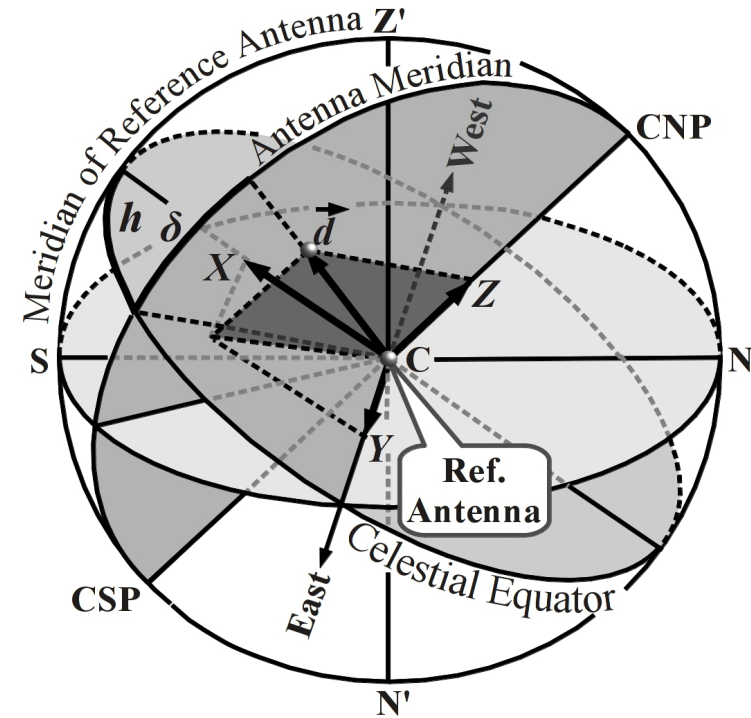 Z'
Meridian of Reference Antenna
Antenna Meridian
West
CNP
h
δ
d
X
Z
S
C
N
Y
Ref.
Antenna
Celestial Equator
East
CSP
N'